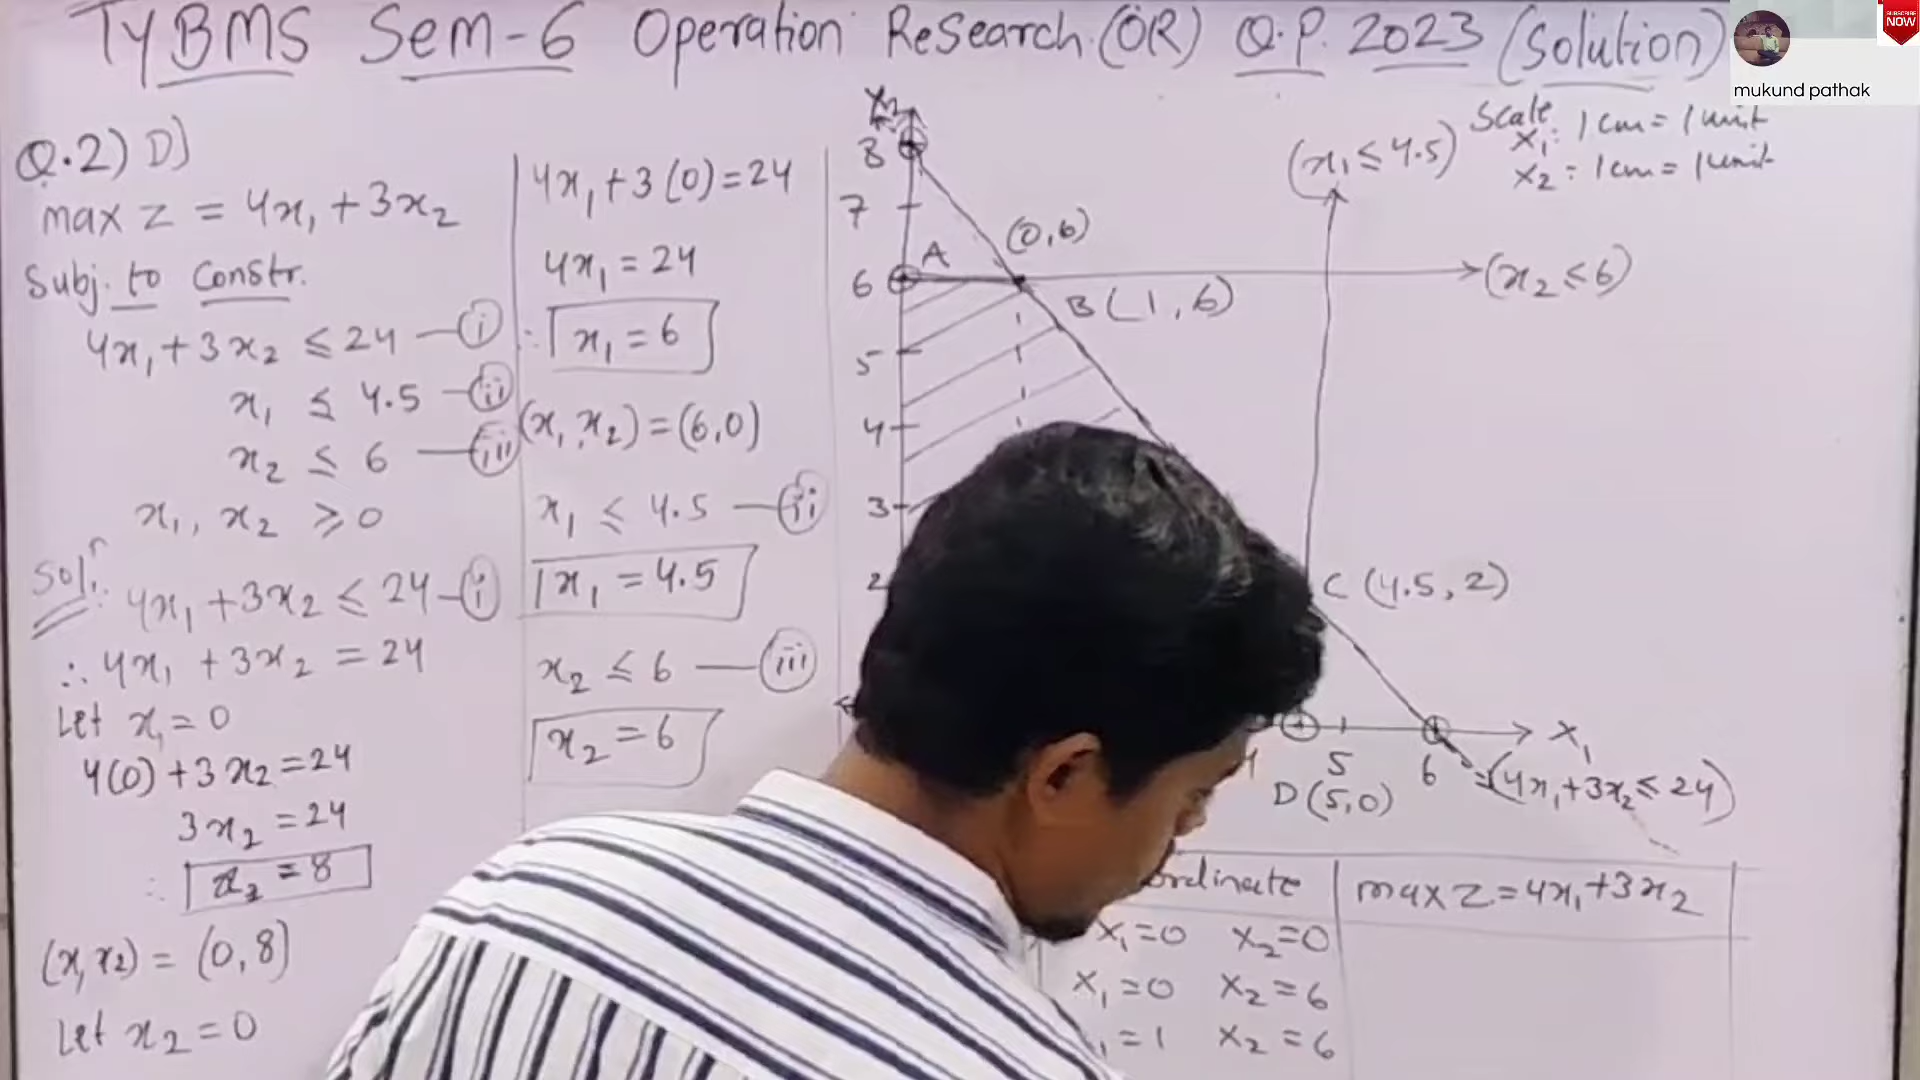 TyBMS Sem-6 Operation Research (OR) Q.P. 2023 (Solution)
SUBSCRIBE
NOW
mukund pathak
Q.2) D)
max z = 4x₁ + 3x₂
Subj. to Constr.
4x₁ + 3x₂ ≤ 24 — (i)
x₁ ≤ 4.5 — (ii)
x₂ ≤ 6 — (iii)
x₁, x₂ ≥ 0
Solⁿ:
4x₁ + 3x₂ ≤ 24 — (i)
∴ 4x₁ + 3x₂ = 24
Let x₁ = 0
4(0) + 3x₂ = 24
3x₂ = 24
∴ x₂ = 8
(x₁ x₂) = (0, 8)
Let x₂ = 0
4x₁ + 3(0) = 24
4x₁ = 24
∴ x₁ = 6
(x₁, x₂) = (6, 0)
x₁ ≤ 4.5 — (ii)
x₁ = 4.5
x₂ ≤ 6 — (iii)
x₂ = 6
Scale
x₁: 1 cm = 1 unit
x₂: 1 cm = 1 unit
X₂
(x₁ ≤ 4.5)
8
7
A
(0, 6)
6
(x₂ ≤ 6)
B (1, 6)
5
4
3
2
C (4.5, 2)
X₁
4 5 6
D (5, 0)
(4x₁ + 3x₂ ≤ 24)
ordinate
max z = 4x₁ + 3x₂
x₁ = 0 x₂ = 0
x₁ = 0 x₂ = 6
₁ = 1 x₂ = 6